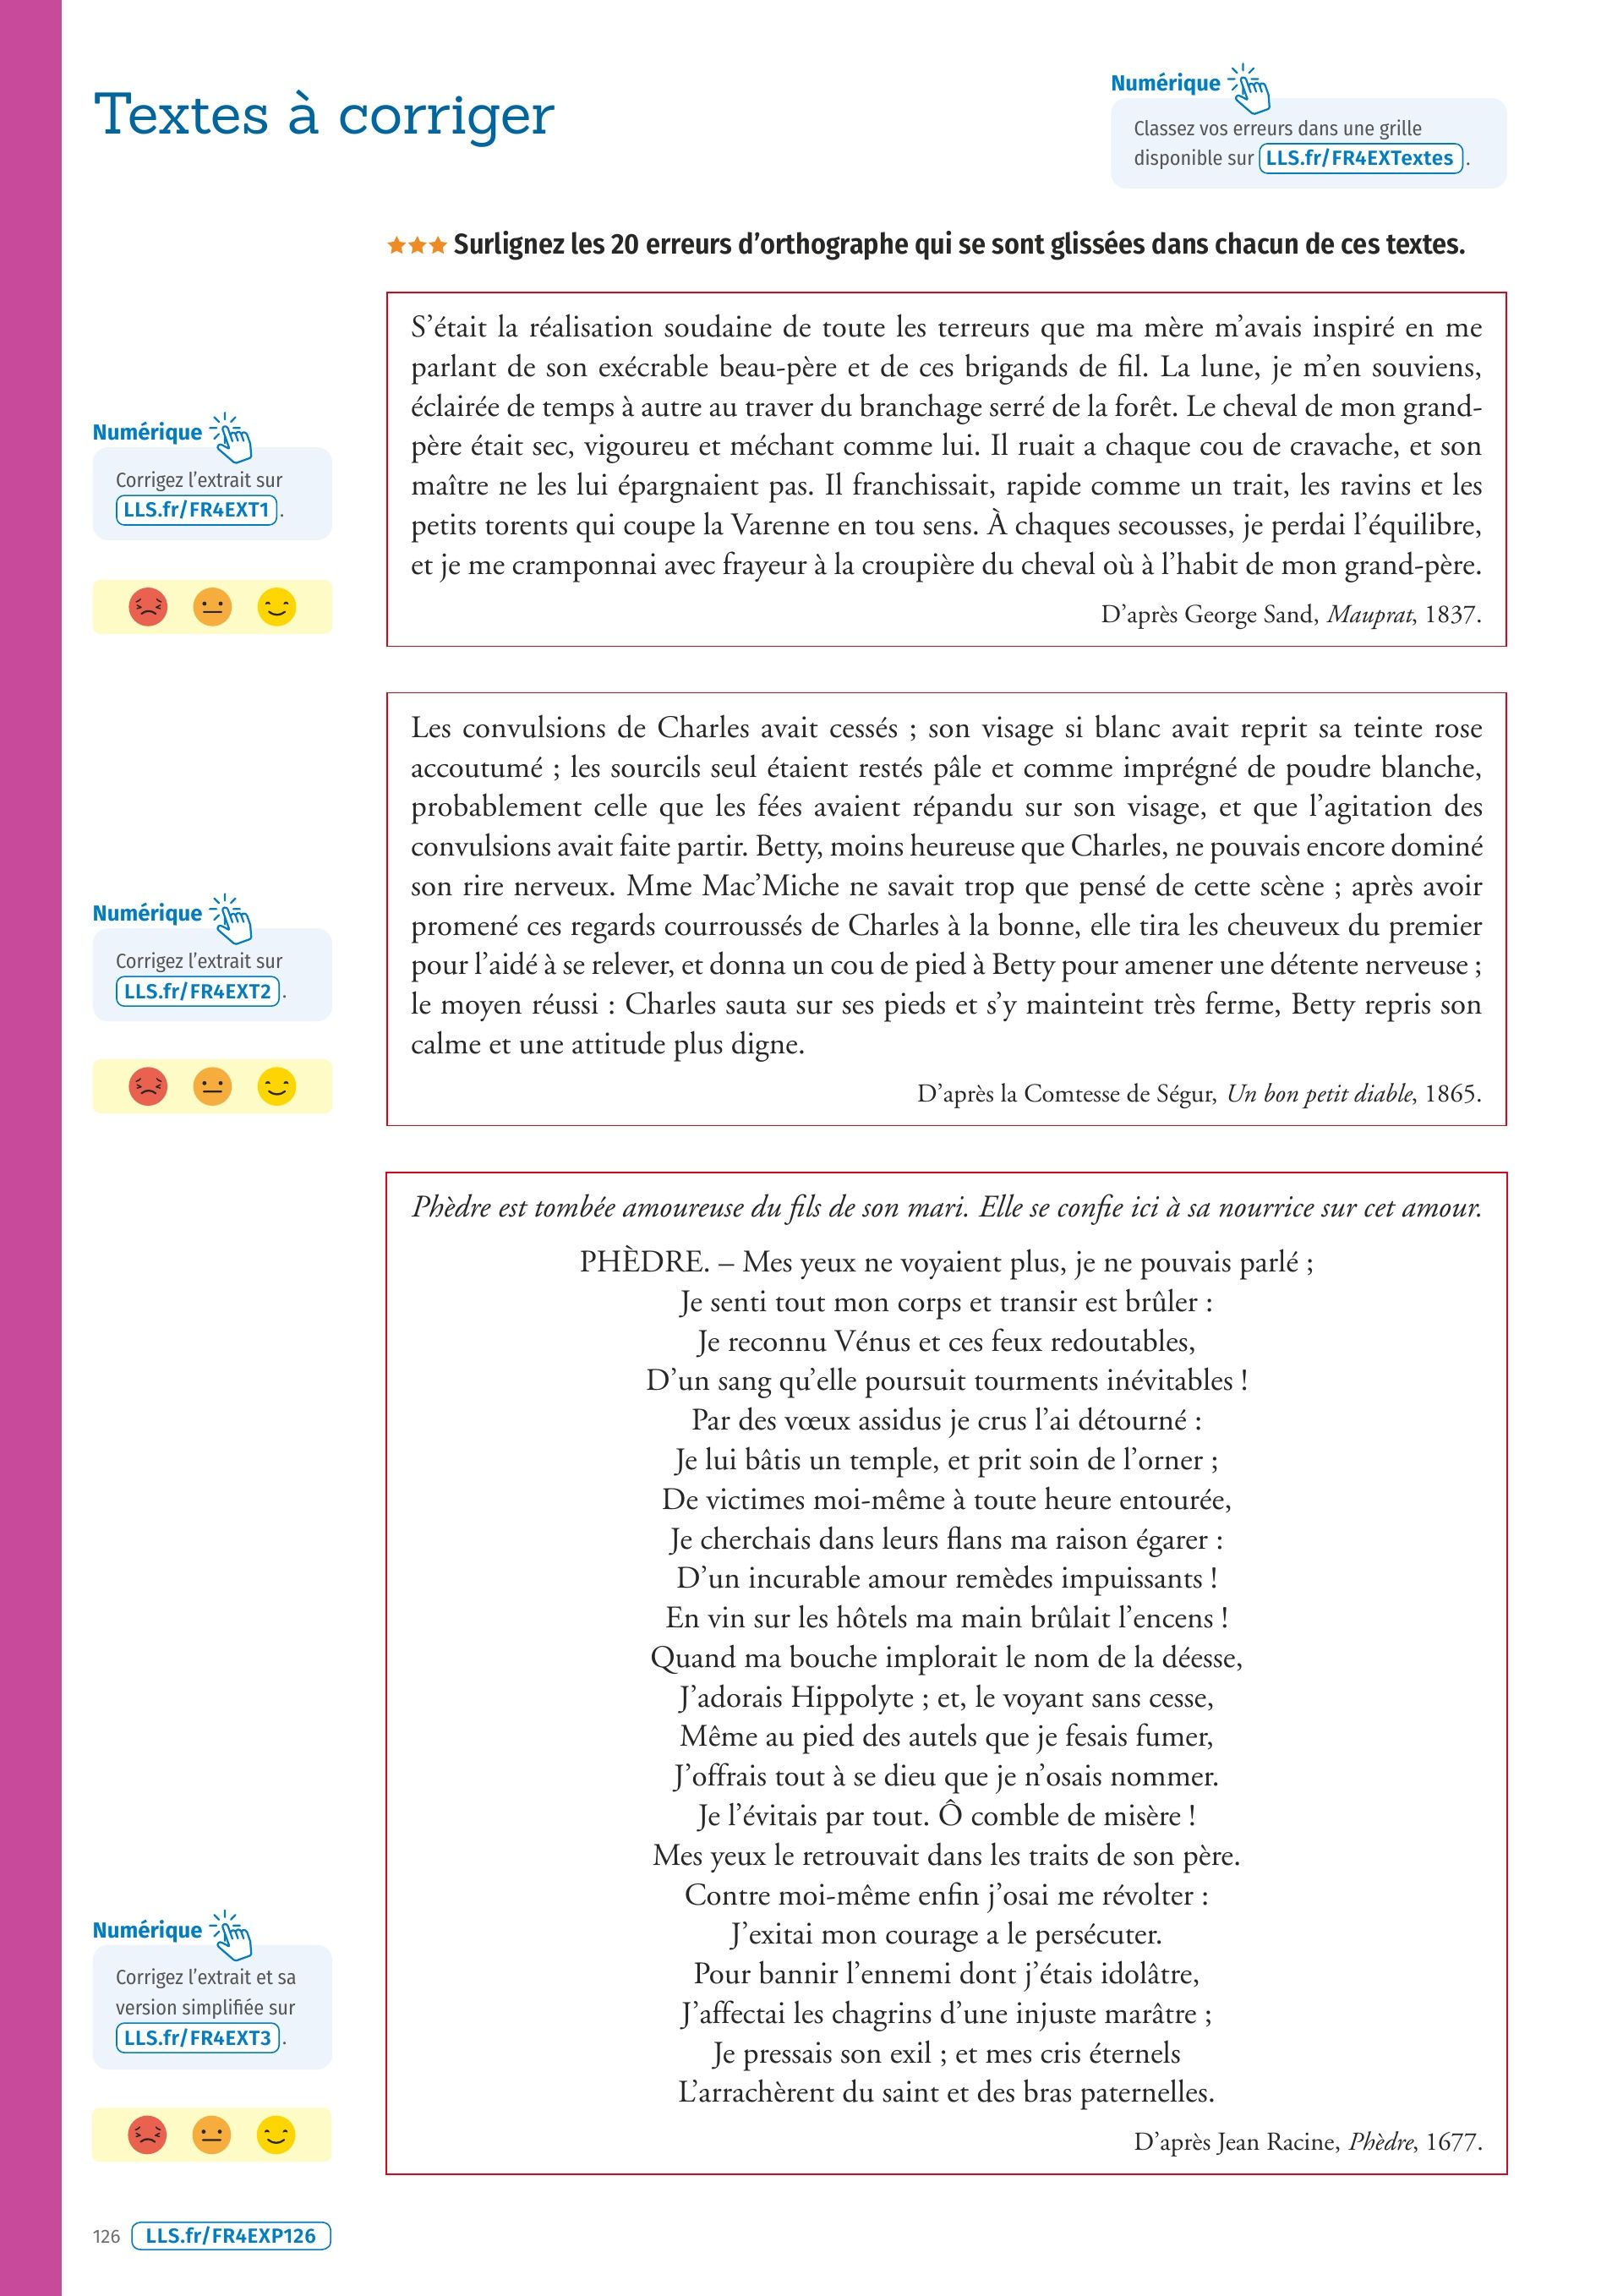 Textes à corriger
Numérique
Classez vos erreurs dans une grille
disponible sur LLS.fr/FR4EXTextes.
★★★ Surlignez les 20 erreurs d’orthographe qui se sont glissées dans chacun de ces textes.
S’était la réalisation soudaine de toute les terreurs que ma mère m’avais inspiré en me
parlant de son exécrable beau-père et de ces brigands de fil. La lune, je m’en souviens,
éclairée de temps à autre au traver du branchage serré de la forêt. Le cheval de mon grand-
père était sec, vigoureu et méchant comme lui. Il ruait a chaque cou de cravache, et son
maître ne les lui épargnaient pas. Il franchissait, rapide comme un trait, les ravins et les
petits torents qui coupe la Varenne en tou sens. À chaques secousses, je perdai l’équilibre,
et je me cramponnai avec frayeur à la croupière du cheval où à l’habit de mon grand-père.
D’après George Sand, Mauprat, 1837.
Numérique
Corrigez l’extrait sur
LLS.fr/FR4EXT1.
Les convulsions de Charles avait cessés ; son visage si blanc avait reprit sa teinte rose
accoutumé ; les sourcils seul étaient restés pâle et comme imprégné de poudre blanche,
probablement celle que les fées avaient répandu sur son visage, et que l’agitation des
convulsions avait faite partir. Betty, moins heureuse que Charles, ne pouvais encore dominé
son rire nerveux. Mme Mac’Miche ne savait trop que pensé de cette scène ; après avoir
promené ces regards courroussés de Charles à la bonne, elle tira les cheuveux du premier
pour l’aidé à se relever, et donna un cou de pied à Betty pour amener une détente nerveuse ;
le moyen réussi : Charles sauta sur ses pieds et s’y mainteint très ferme, Betty repris son
calme et une attitude plus digne.
D’après la Comtesse de Ségur, Un bon petit diable, 1865.
Numérique
Corrigez l’extrait sur
LLS.fr/FR4EXT2.
Phèdre est tombée amoureuse du fils de son mari. Elle se confie ici à sa nourrice sur cet amour.
PHÈDRE. – Mes yeux ne voyaient plus, je ne pouvais parlé ;
Je senti tout mon corps et transir est brûler :
Je reconnu Vénus et ces feux redoutables,
D’un sang qu’elle poursuit tourments inévitables !
Par des vœux assidus je crus l’ai détourné :
Je lui bâtis un temple, et prit soin de l’orner ;
De victimes moi-même à toute heure entourée,
Je cherchais dans leurs flans ma raison égarer :
D’un incurable amour remèdes impuissants !
En vin sur les hôtels ma main brûlait l’encens !
Quand ma bouche implorait le nom de la déesse,
J’adorais Hippolyte ; et, le voyant sans cesse,
Même au pied des autels que je fesais fumer,
J’offrais tout à se dieu que je n’osais nommer.
Je l’évitais par tout. Ô comble de misère !
Mes yeux le retrouvait dans les traits de son père.
Contre moi-même enfin j’osai me révolter :
J’exitai mon courage a le persécuter.
Pour bannir l’ennemi dont j’étais idolâtre,
J’affectai les chagrins d’une injuste marâtre ;
Je pressais son exil ; et mes cris éternels
L’arrachèrent du saint et des bras paternelles.
D’après Jean Racine, Phèdre, 1677.
Numérique
Corrigez l’extrait et sa
version simplifiée sur
LLS.fr/FR4EXT3.
126 LLS.fr/FR4EXP126